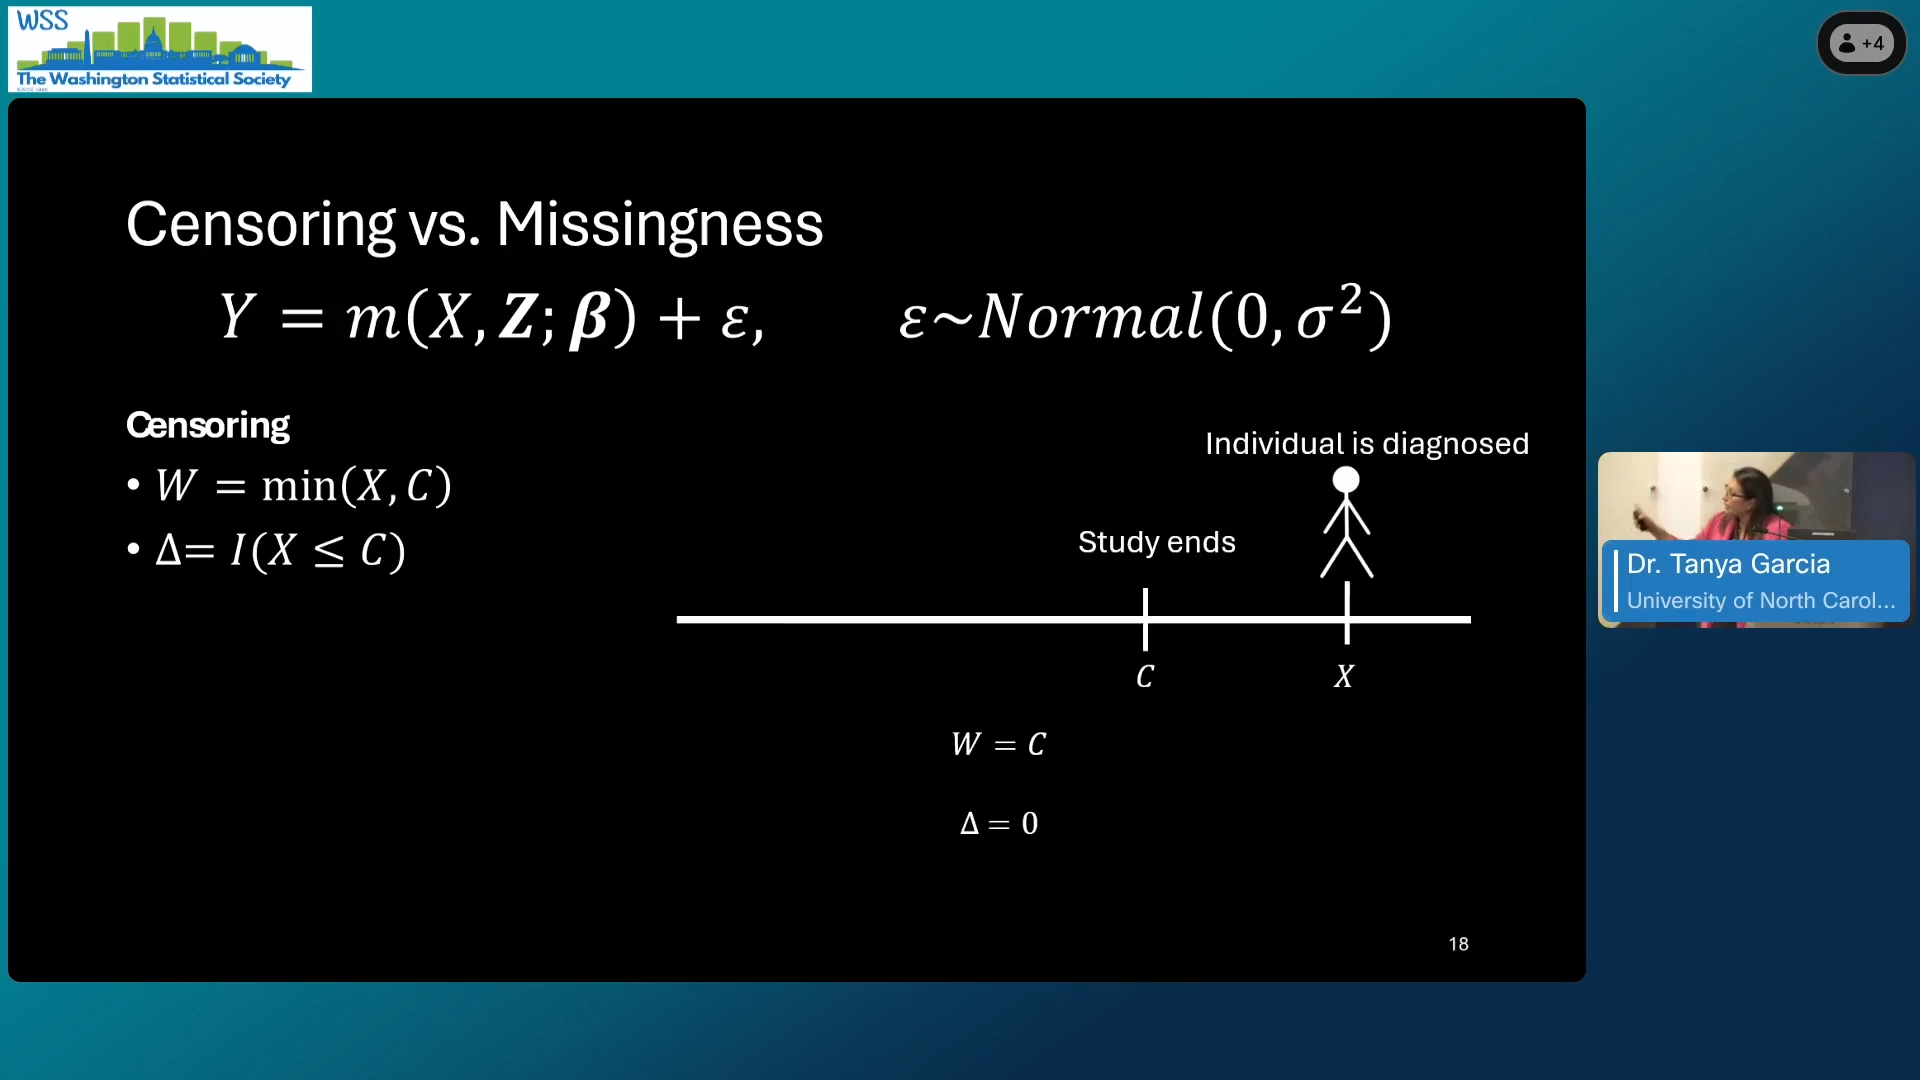 WSS
The Washington Statistical Society
+4
Censoring vs. Missingness
Y = m(X, Z; β) + ε, ε~Normal(0, σ²)
Censoring
• W = min(X, C)
• Δ= I(X ≤ C)
Individual is diagnosed
Study ends
C
X
W = C
Δ = 0
18
Dr. Tanya Garcia
University of North Carol...